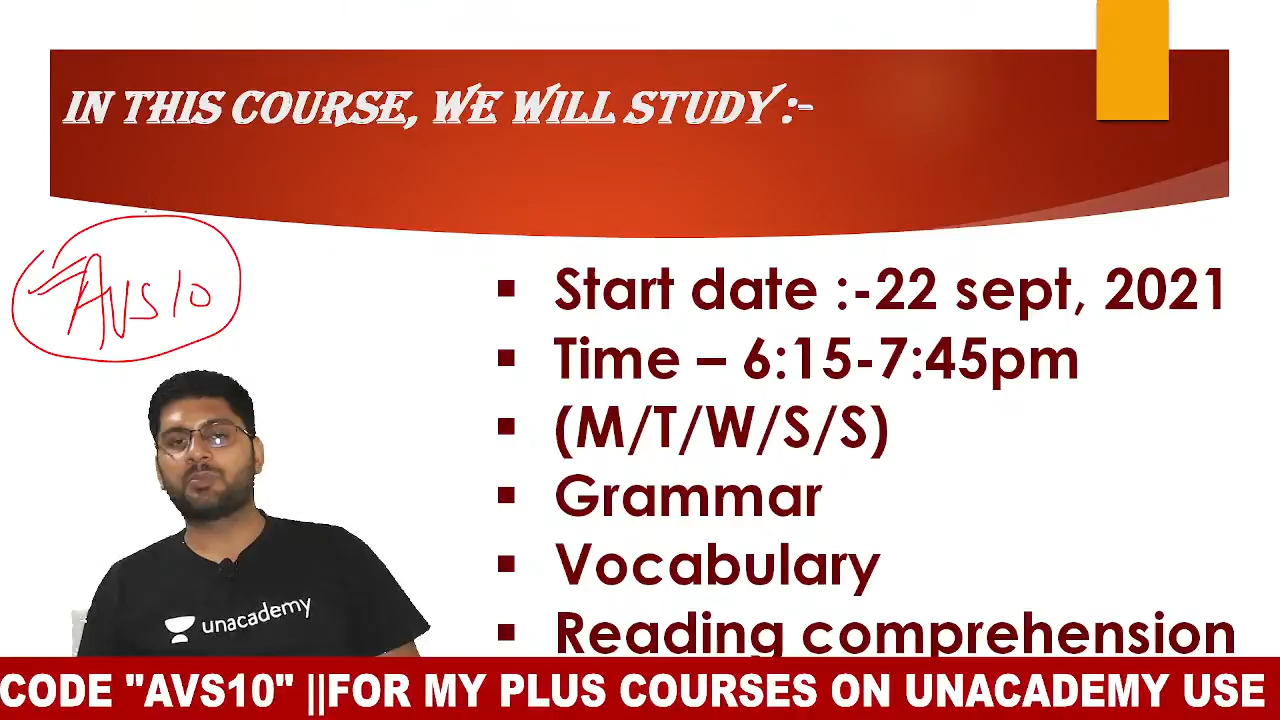 IN THIS COURSE, WE WILL STUDY :-
AVS10
▪ Start date :-22 sept, 2021
▪ Time – 6:15-7:45pm
▪ (M/T/W/S/S)
▪ Grammar
▪ Vocabulary
▪ Reading comprehension
unacademy
CODE "AVS10" ||FOR MY PLUS COURSES ON UNACADEMY USE